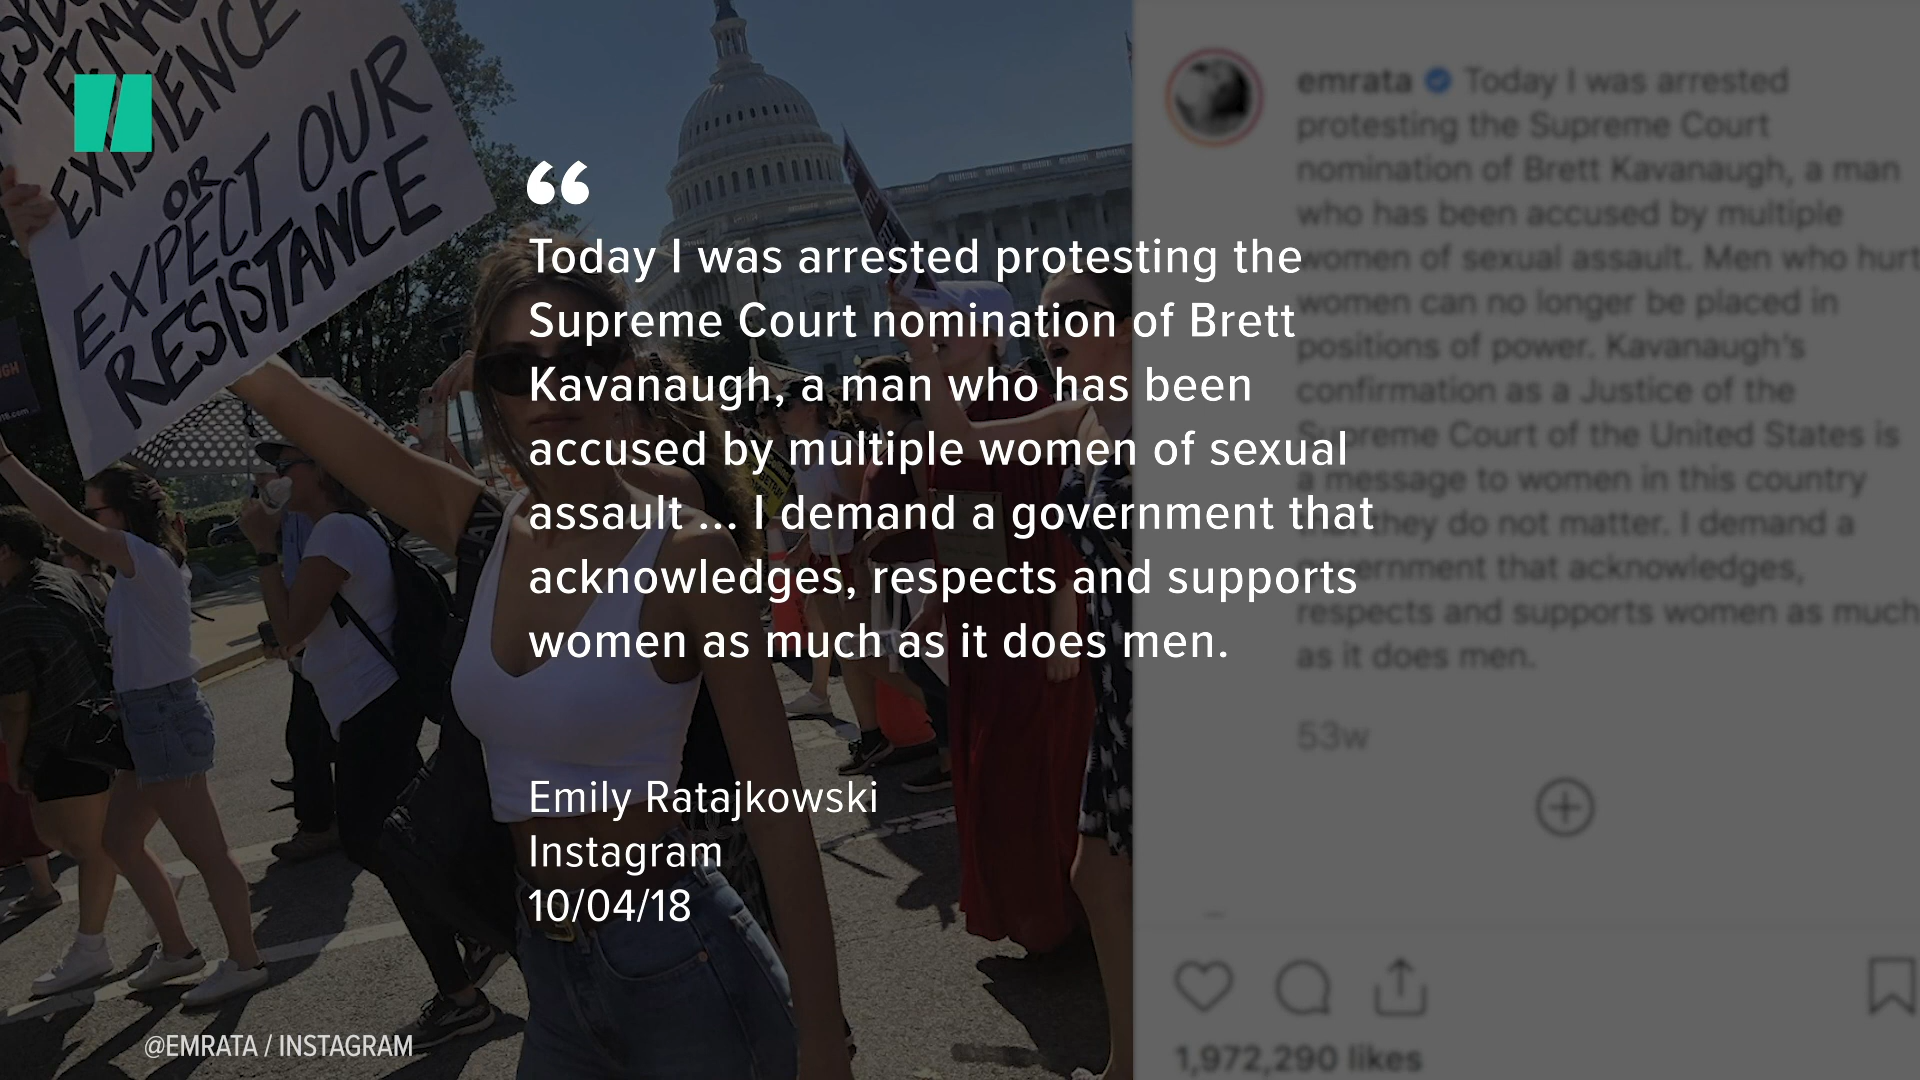 EXISTENCE
OR
EXPECT OUR
RESISTANCE
“
Today I was arrested protesting the
Supreme Court nomination of Brett
Kavanaugh, a man who has been
accused by multiple women of sexual
assault ... I demand a government that
acknowledges, respects and supports
women as much as it does men.
Emily Ratajkowski
Instagram
10/04/18
@EMRATA / INSTAGRAM
emrata Today I was arrested
protesting the Supreme Court
nomination of Brett Kavanaugh, a man
who has been accused by multiple
women of sexual assault. Men who hurt
women can no longer be placed in
positions of power. Kavanaugh's
confirmation as a Justice of the
Supreme Court of the United States is
a message to women in this country
they do not matter. I demand a
government that acknowledges,
respects and supports women as much
as it does men.
53w
1,972,290 likes